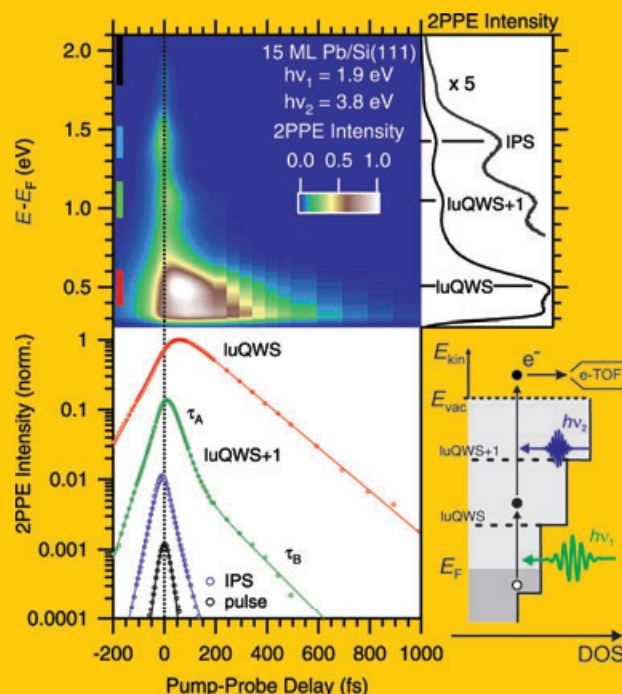 2PPE Intensity
15 ML Pb/Si(111)
hν1 = 1.9 eV
hν2 = 3.8 eV
2PPE Intensity
0.0 0.5 1.0
x 5
IPS
luQWS+1
luQWS
2.0
1.5
1.0
0.5
E-EF
(eV)
2PPE Intensity (norm.)
1
0.1
0.01
0.001
0.0001
luQWS
τA
luQWS+1
τB
IPS
pulse
-200 0 200 400 600 800 1000
Pump-Probe Delay (fs)
Ekin
e-
e-TOF
Evac
hν2
luQWS+1
luQWS
hν1
EF
DOS